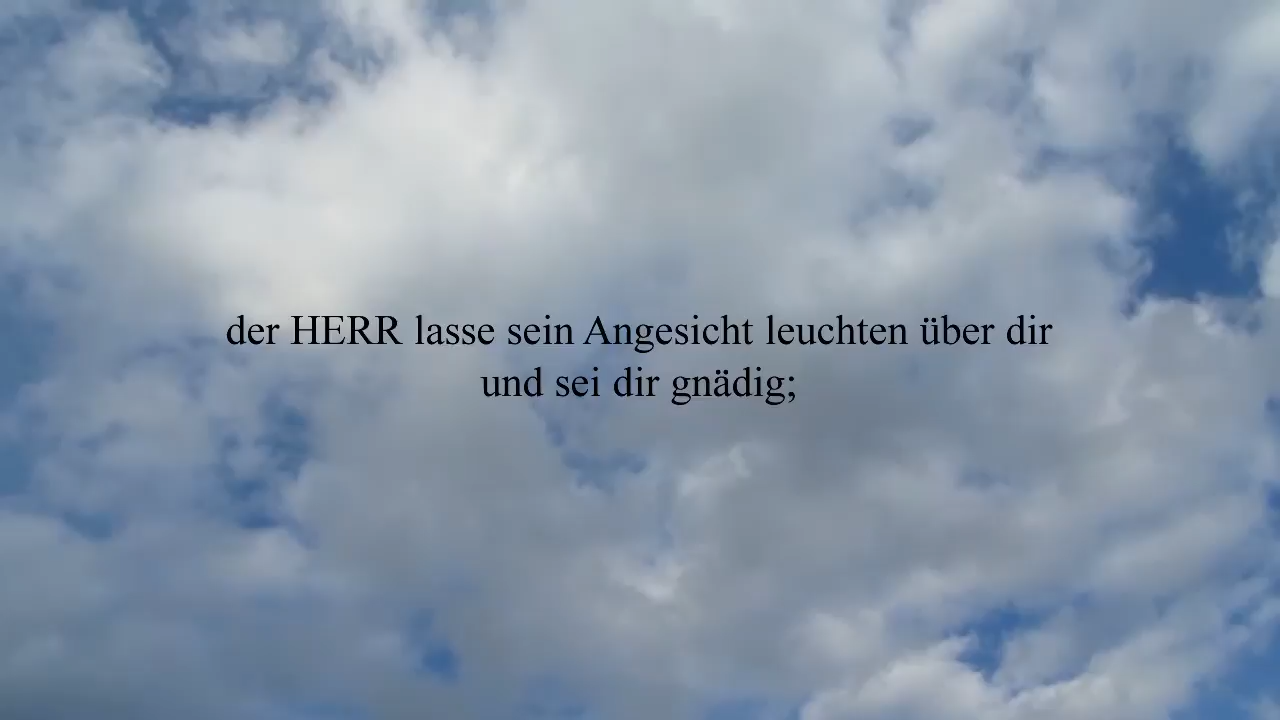 der HERR lasse sein Angesicht leuchten über dir
und sei dir gnädig;